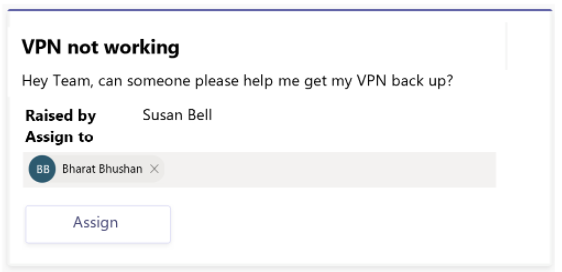 VPN not working
Hey Team, can someone please help me get my VPN back up?
Raised by Susan Bell
Assign to
BB Bharat Bhushan
Assign